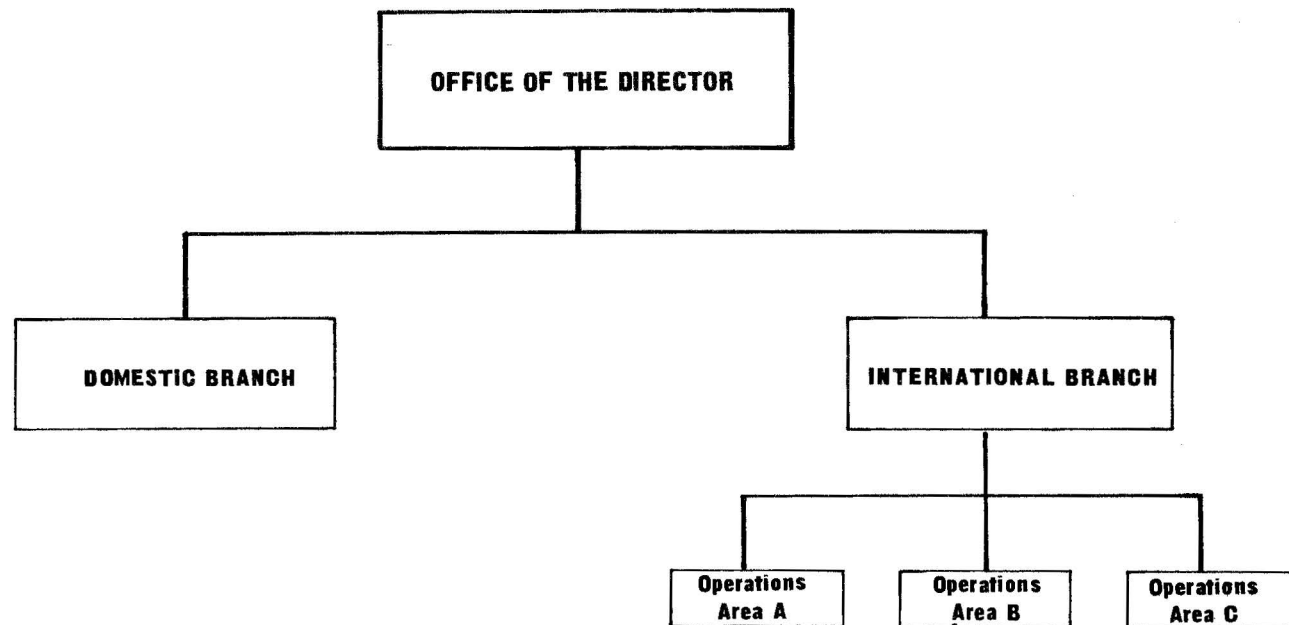 OFFICE OF THE DIRECTOR
DOMESTIC BRANCH
INTERNATIONAL BRANCH
Operations
Area A
Operations
Area B
Operations
Area C